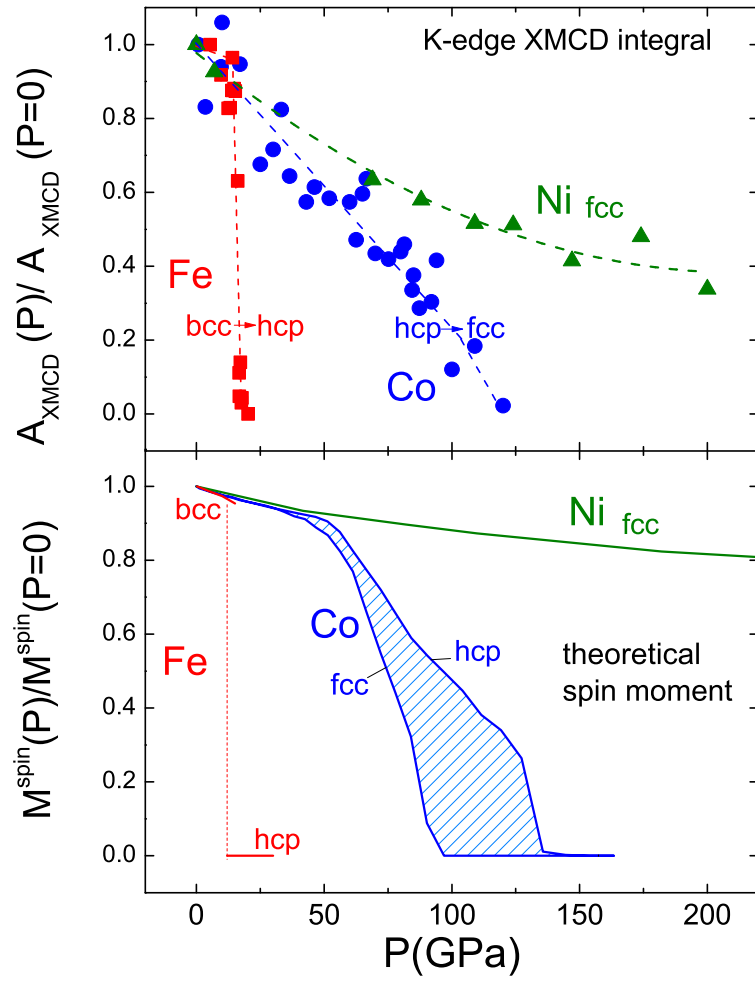 K-edge XMCD integral
A_XMCD (P)/ A_XMCD (P=0)
1.0
0.8
0.6
0.4
0.2
0.0
Ni fcc
Fe
bcc→hcp
hcp→fcc
Co
M^spin(P)/M^spin(P=0)
1.0
0.8
0.6
0.4
0.2
0.0
bcc
Ni fcc
Co
hcp
Fe
fcc
theoretical
spin moment
hcp
0 50 100 150 200
P(GPa)